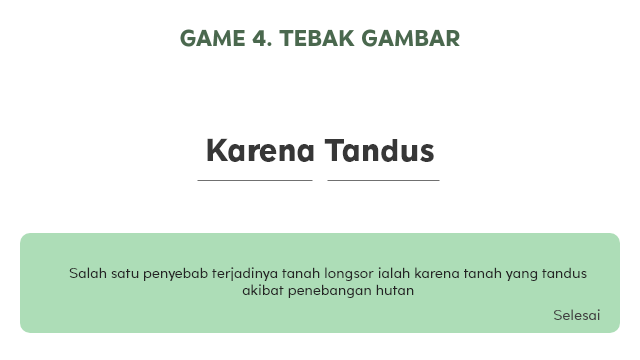 GAME 4. TEBAK GAMBAR
Karena Tandus
Salah satu penyebab terjadinya tanah longsor ialah karena tanah yang tandus
akibat penebangan hutan
Selesai